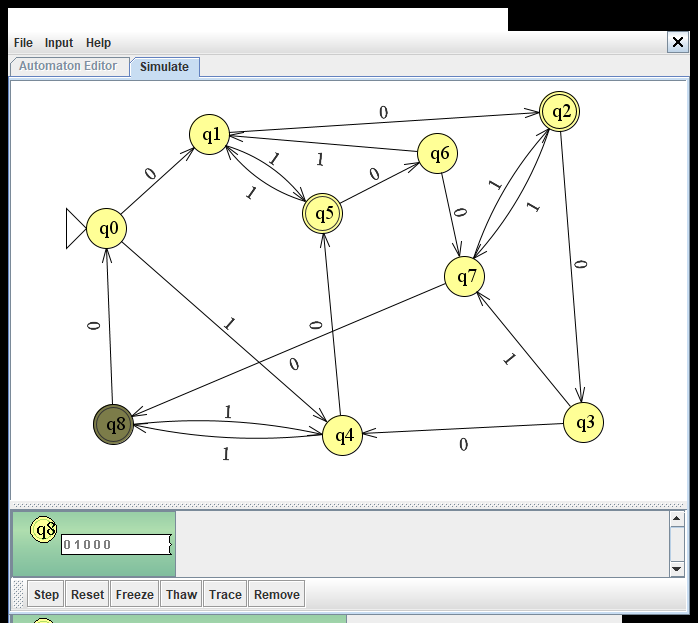 File Input Help
Automaton Editor Simulate
0
q2
q1
1
1
q6
0
0
1
1
q5
1
0
1
q0
q7
0
1
0
0
1
0
q8
1
q4
q3
1
0
q8
01000
Step Reset Freeze Thaw Trace Remove